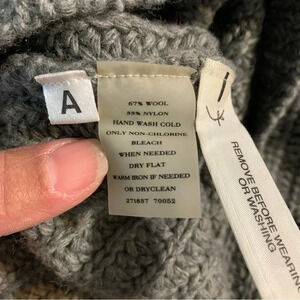 A
67% WOOL
33% NYLON
HAND WASH COLD
ONLY NON-CHLORINE
BLEACH
WHEN NEEDED
DRY FLAT
WARM IRON IF NEEDED
OR DRYCLEAN
271837 70052
REMOVE BEFORE WEARING
OR WASHING